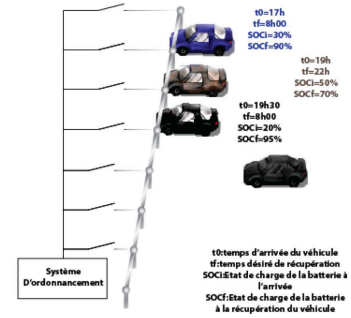 t0=17h
tf=8h00
SOCi=30%
SOCf=90%
t0=19h
tf=22h
SOCi=50%
SOCf=70%
t0=19h30
tf=8h00
SOCi=20%
SOCf=95%
Système
D'ordonnancement
t0:temps d'arrivée du véhicule
tf:temps désiré de récupération
SOCi:Etat de charge de la batterie à
l'arrivée
SOCf:Etat de charge de la batterie
à la récupération du véhicule